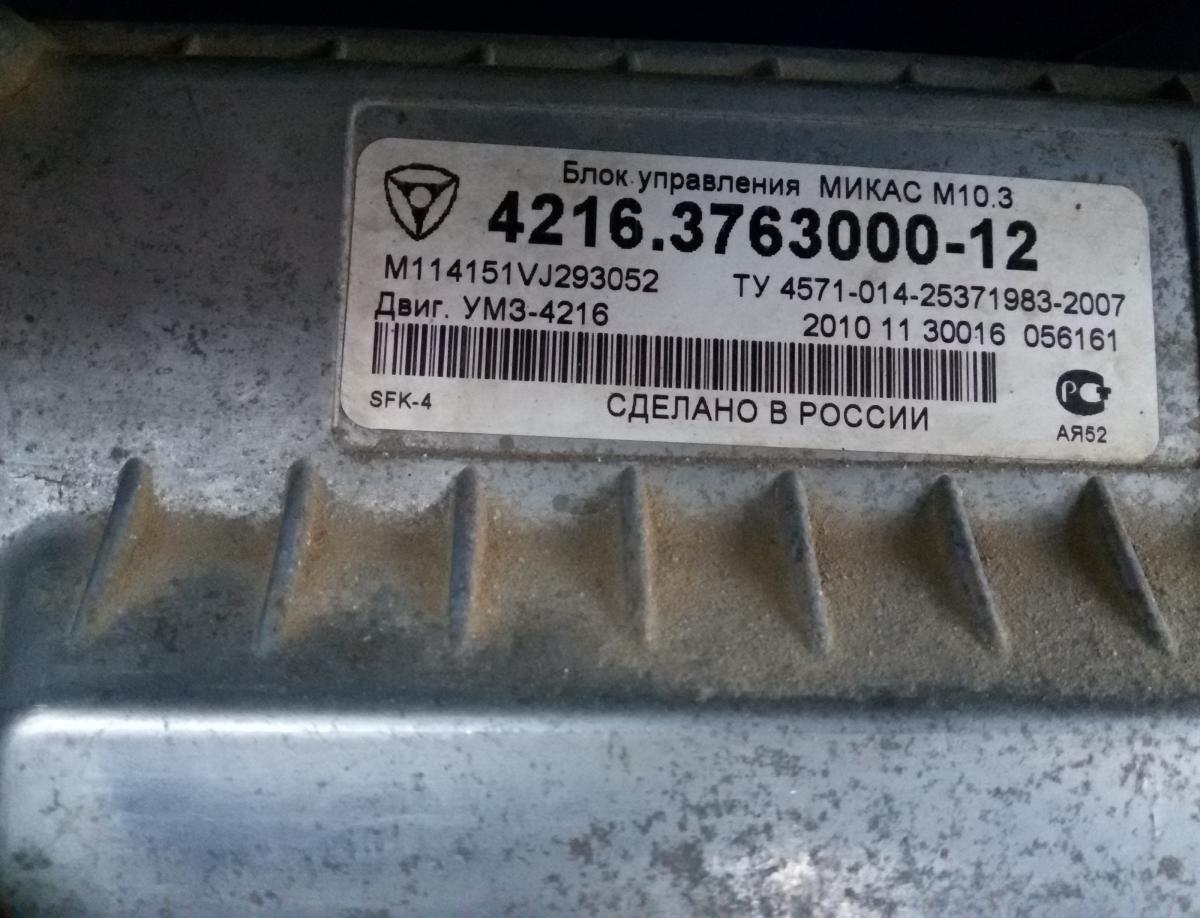 Блок управления МИКАС М10.3
4216.3763000-12
M114151VJ293052 ТУ 4571-014-25371983-2007
Двиг. УМЗ-4216 2010 11 30016 056161
SFK-4 СДЕЛАНО В РОССИИ
АЯ52